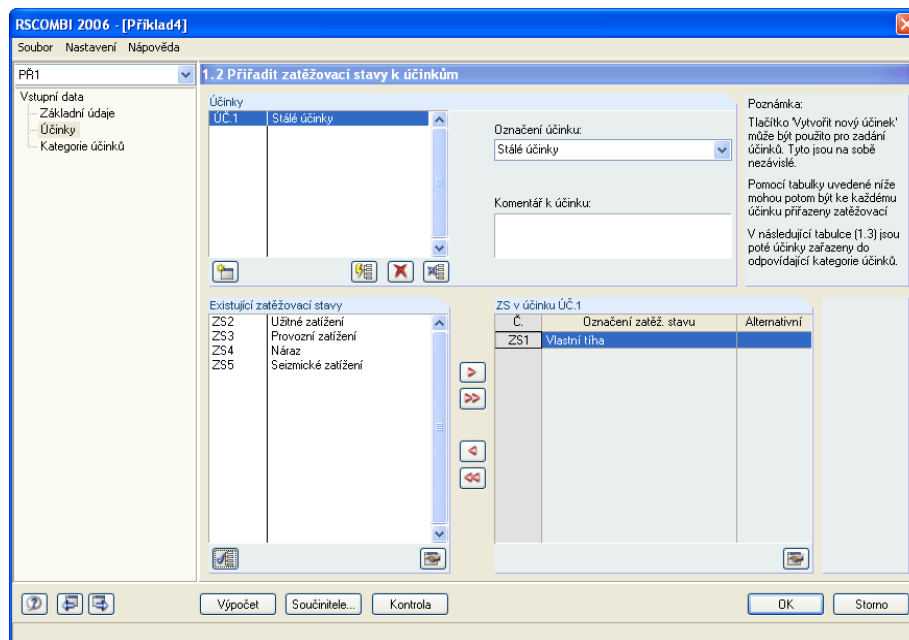 RSCOMBI 2006 - [Příklad4]
Soubor Nastavení Nápověda
PŘ1
1.2 Přiřadit zatěžovací stavy k účinkům
Vstupní data
Základní údaje
Účinky
Kategorie účinků
Účinky
ÚČ.1 Stálé účinky
Označení účinku:
Stálé účinky
Komentář k účinku:
Poznámka:
Tlačítko 'Vytvořit nový účinek'
může být použito pro zadání
účinků. Tyto jsou na sobě
nezávislé.
Pomocí tabulky uvedené níže
mohou potom být ke každému
účinku přiřazeny zatěžovací
V následující tabulce (1.3) jsou
poté účinky zařazeny do
odpovídající kategorie účinků.
Existující zatěžovací stavy
ZS2 Užitné zatížení
ZS3 Provozní zatížení
ZS4 Náraz
ZS5 Seizmické zatížení
ZS v účinku ÚČ.1
Č. Označení zatěž. stavu Alternativní
ZS1 Vlastní tíha
Výpočet Součinitele... Kontrola OK Storno